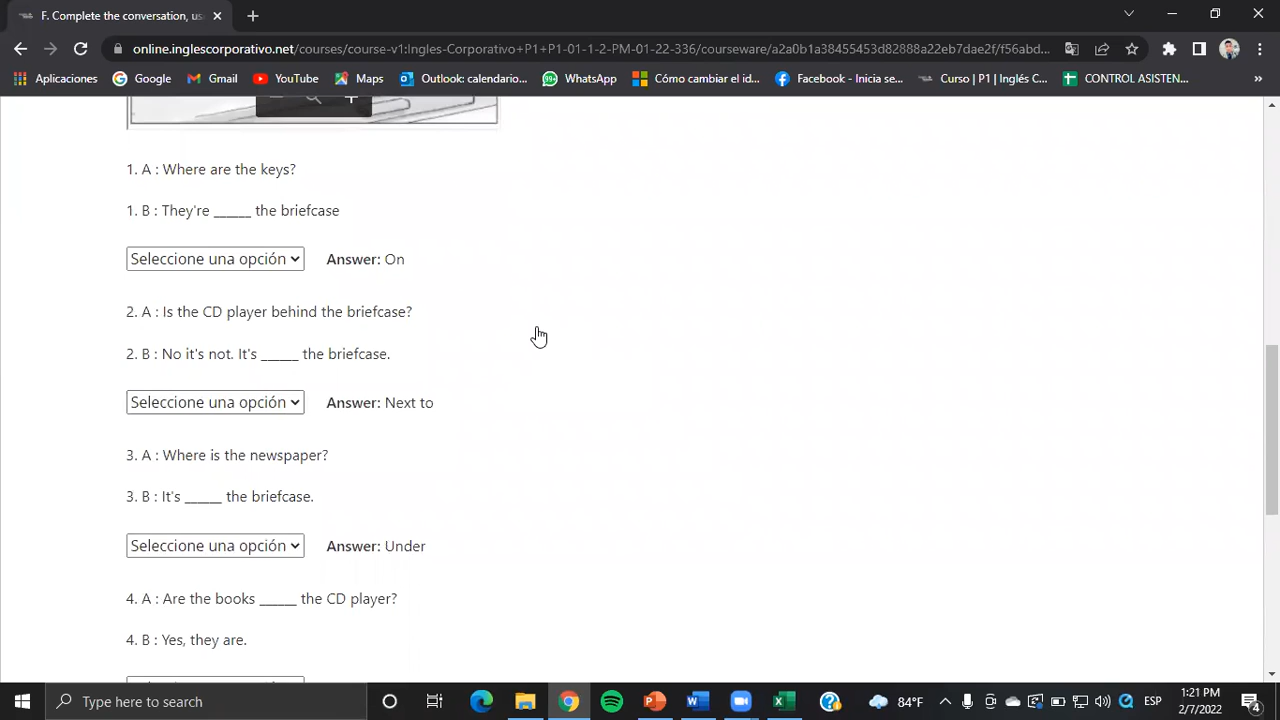 F. Complete the conversation, us
online.inglescorporativo.net/courses/course-v1:Ingles-Corporativo+P1+P1-01-1-2-PM-01-22-336/courseware/a2a0b1a38455453d82888a22eb7dae2f/f56abd...
Aplicaciones Google Gmail YouTube Maps Outlook: calendario... WhatsApp Cómo cambiar el id... Facebook - Inicia se... Curso | P1 | Inglés C... CONTROL ASISTEN... »
1. A : Where are the keys?
1. B : They're ______ the briefcase
Seleccione una opción Answer: On
2. A : Is the CD player behind the briefcase?
2. B : No it's not. It's ______ the briefcase.
Seleccione una opción Answer: Next to
3. A : Where is the newspaper?
3. B : It's ______ the briefcase.
Seleccione una opción Answer: Under
4. A : Are the books ______ the CD player?
4. B : Yes, they are.
Type here to search 84°F ESP 1:21 PM
2/7/2022 4